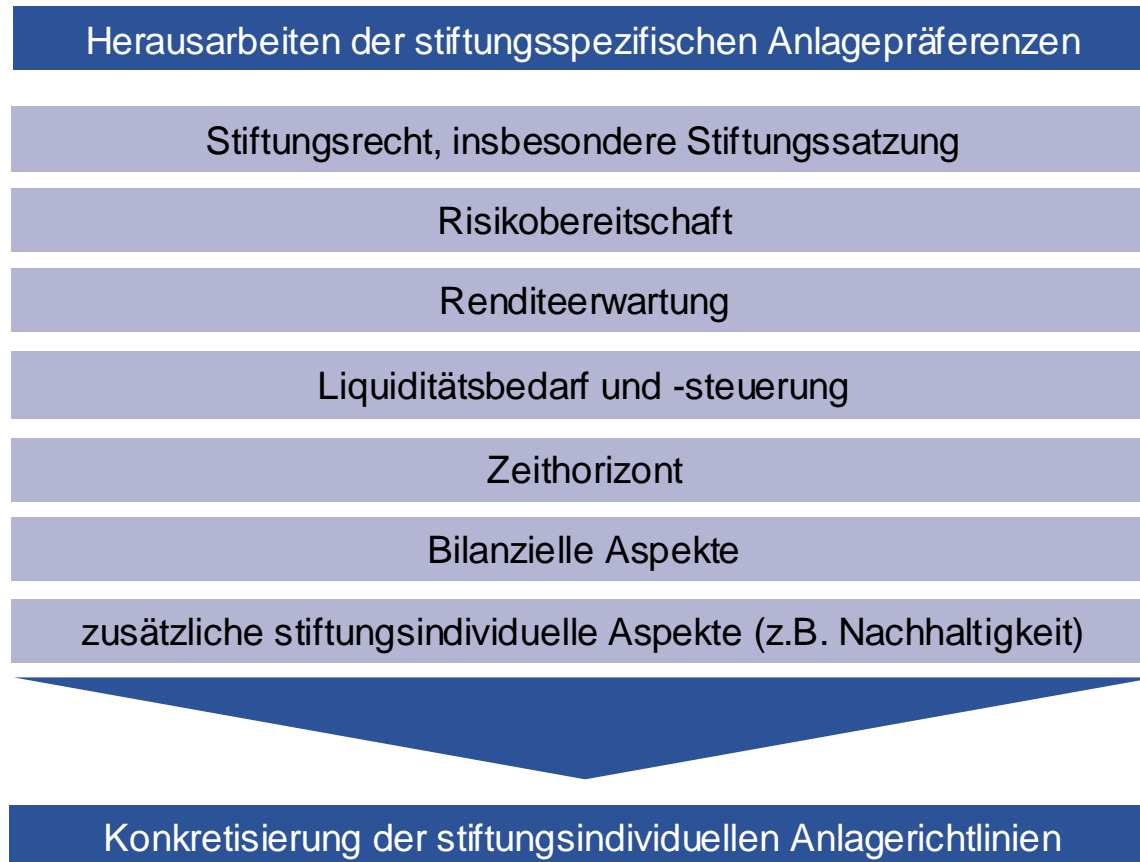 Herausarbeiten der stiftungsspezifischen Anlagepräferenzen
Stiftungsrecht, insbesondere Stiftungssatzung
Risikobereitschaft
Renditeerwartung
Liquiditätsbedarf und -steuerung
Zeithorizont
Bilanzielle Aspekte
zusätzliche stiftungsindividuelle Aspekte (z.B. Nachhaltigkeit)
Konkretisierung der stiftungsindividuellen Anlagerichtlinien